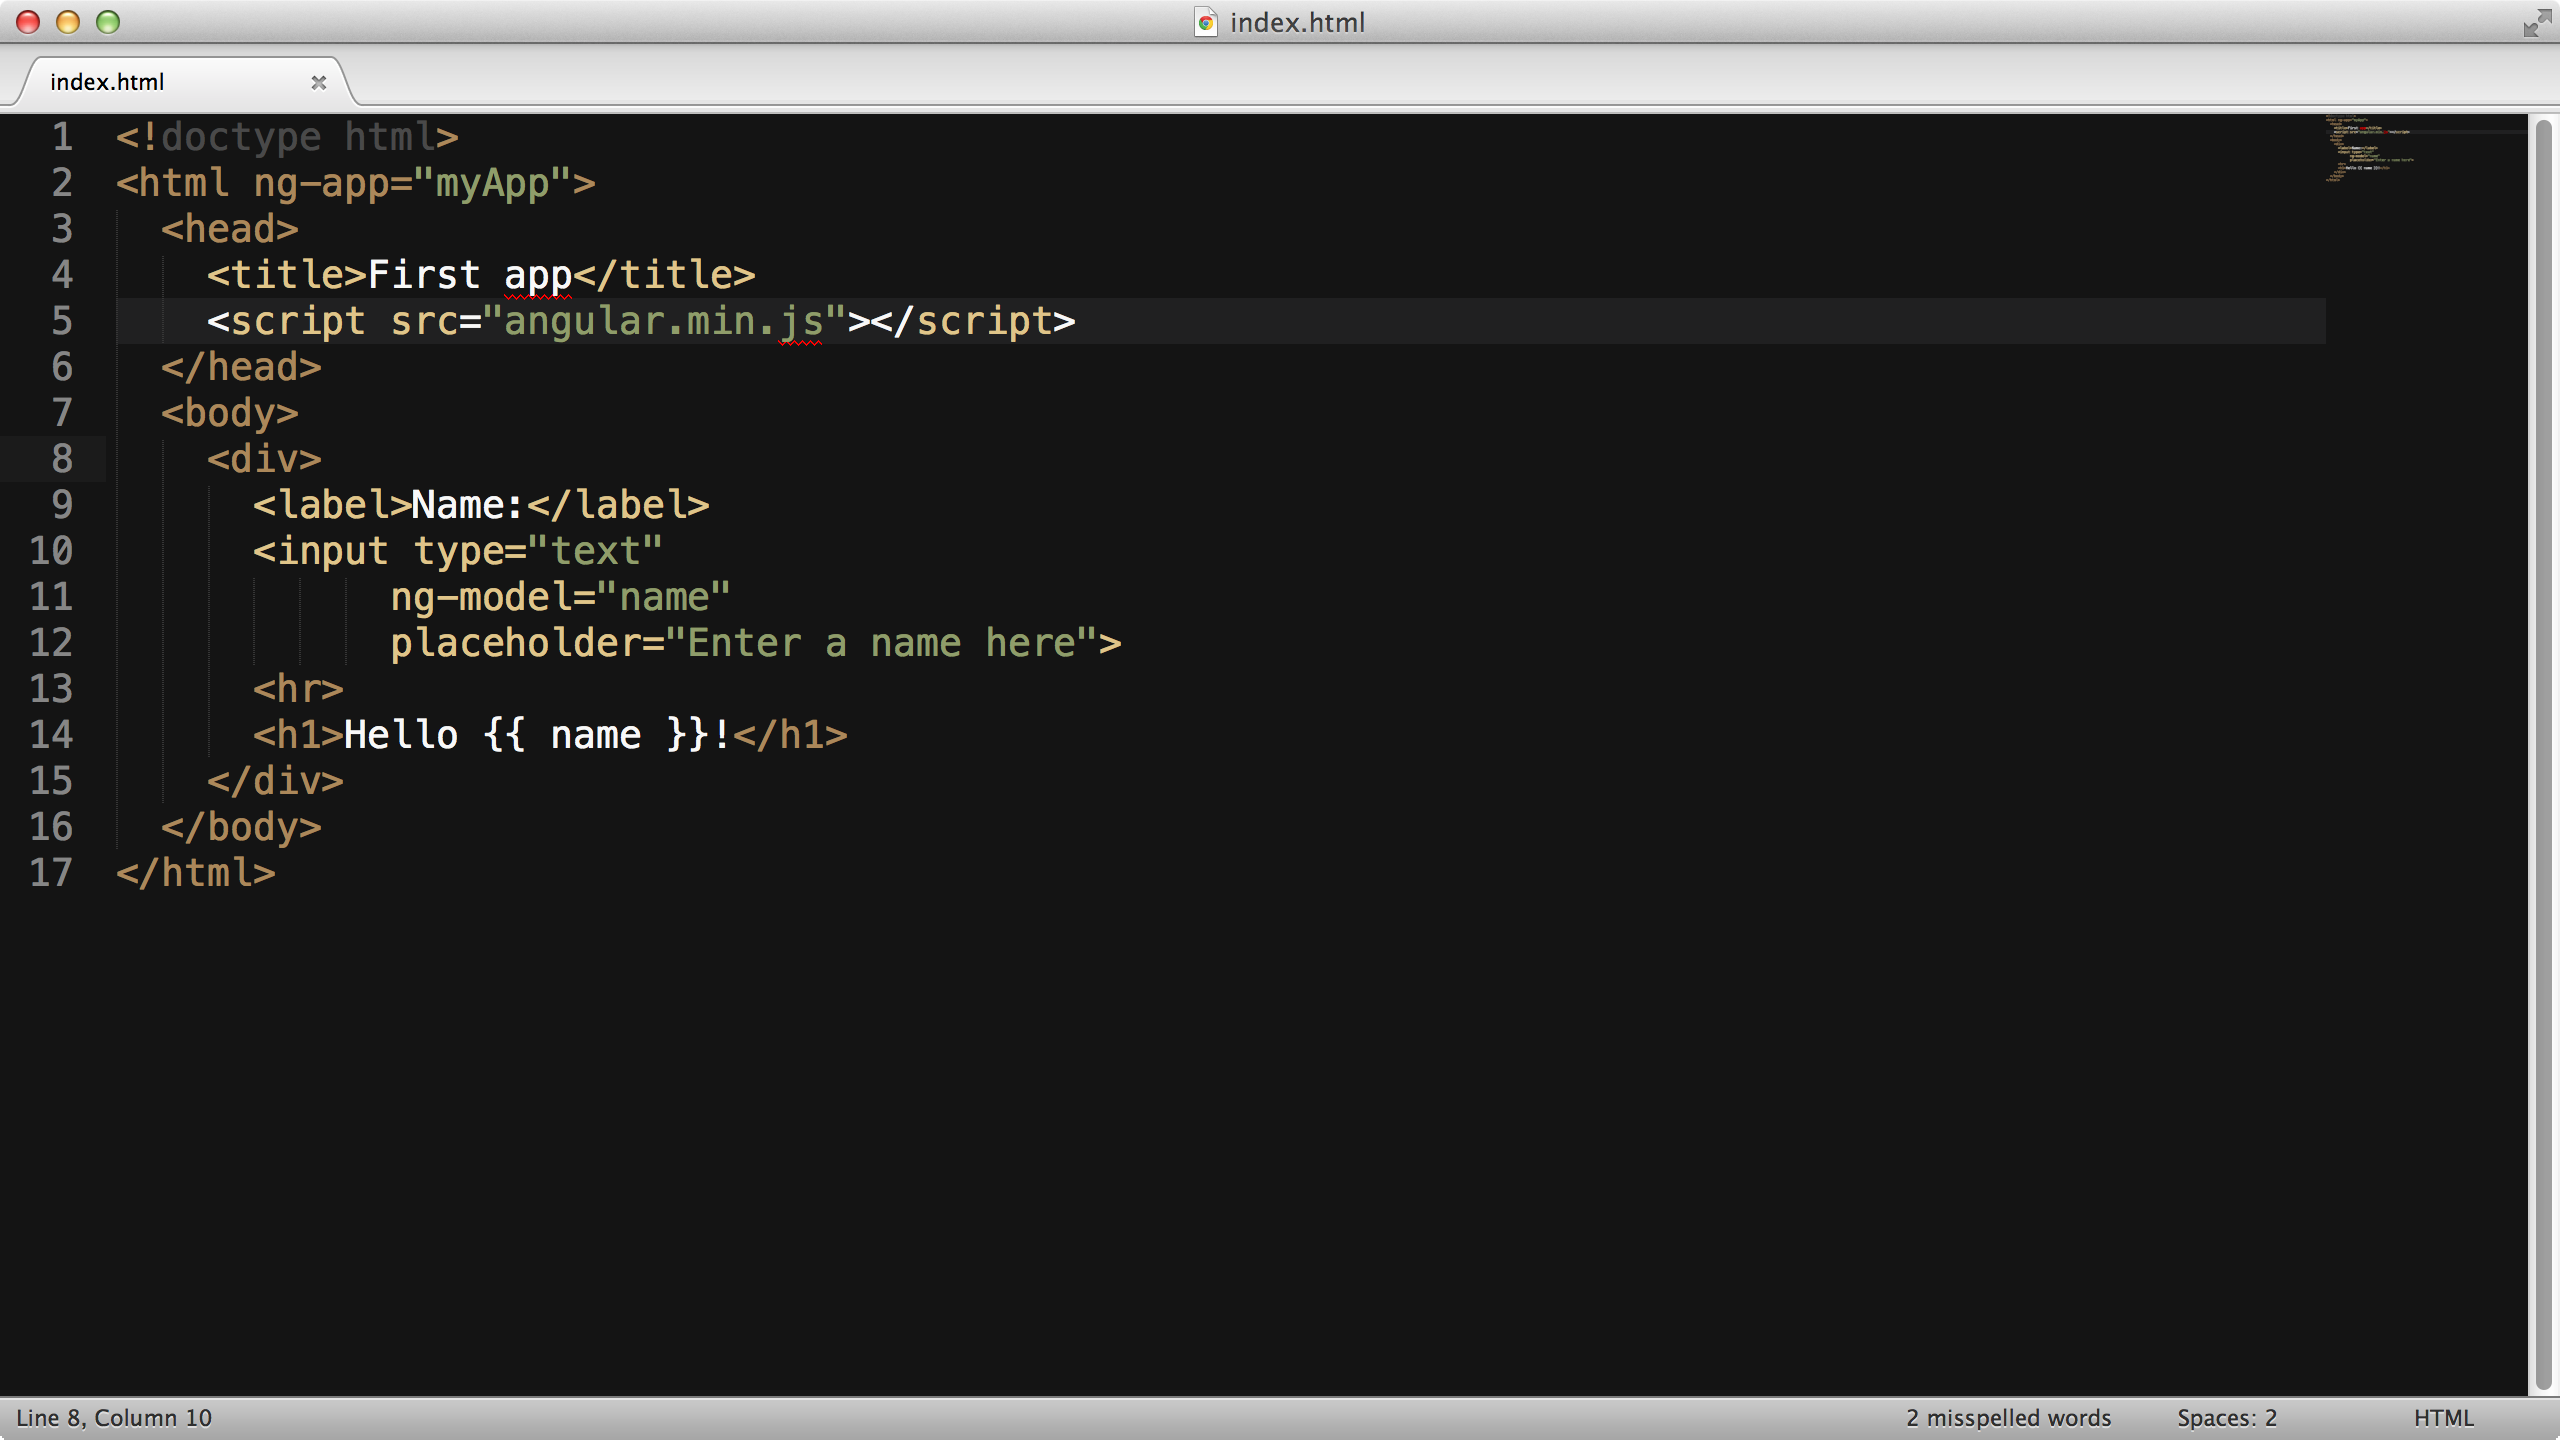 index.html
index.html
1 <!doctype html>
2 <html ng-app="myApp">
3   <head>
4     <title>First app</title>
5     <script src="angular.min.js"></script>
6   </head>
7   <body>
8     <div>
9       <label>Name:</label>
10       <input type="text"
11             ng-model="name"
12             placeholder="Enter a name here">
13       <hr>
14       <h1>Hello {{ name }}!</h1>
15     </div>
16   </body>
17 </html>
Line 8, Column 10 2 misspelled words Spaces: 2 HTML